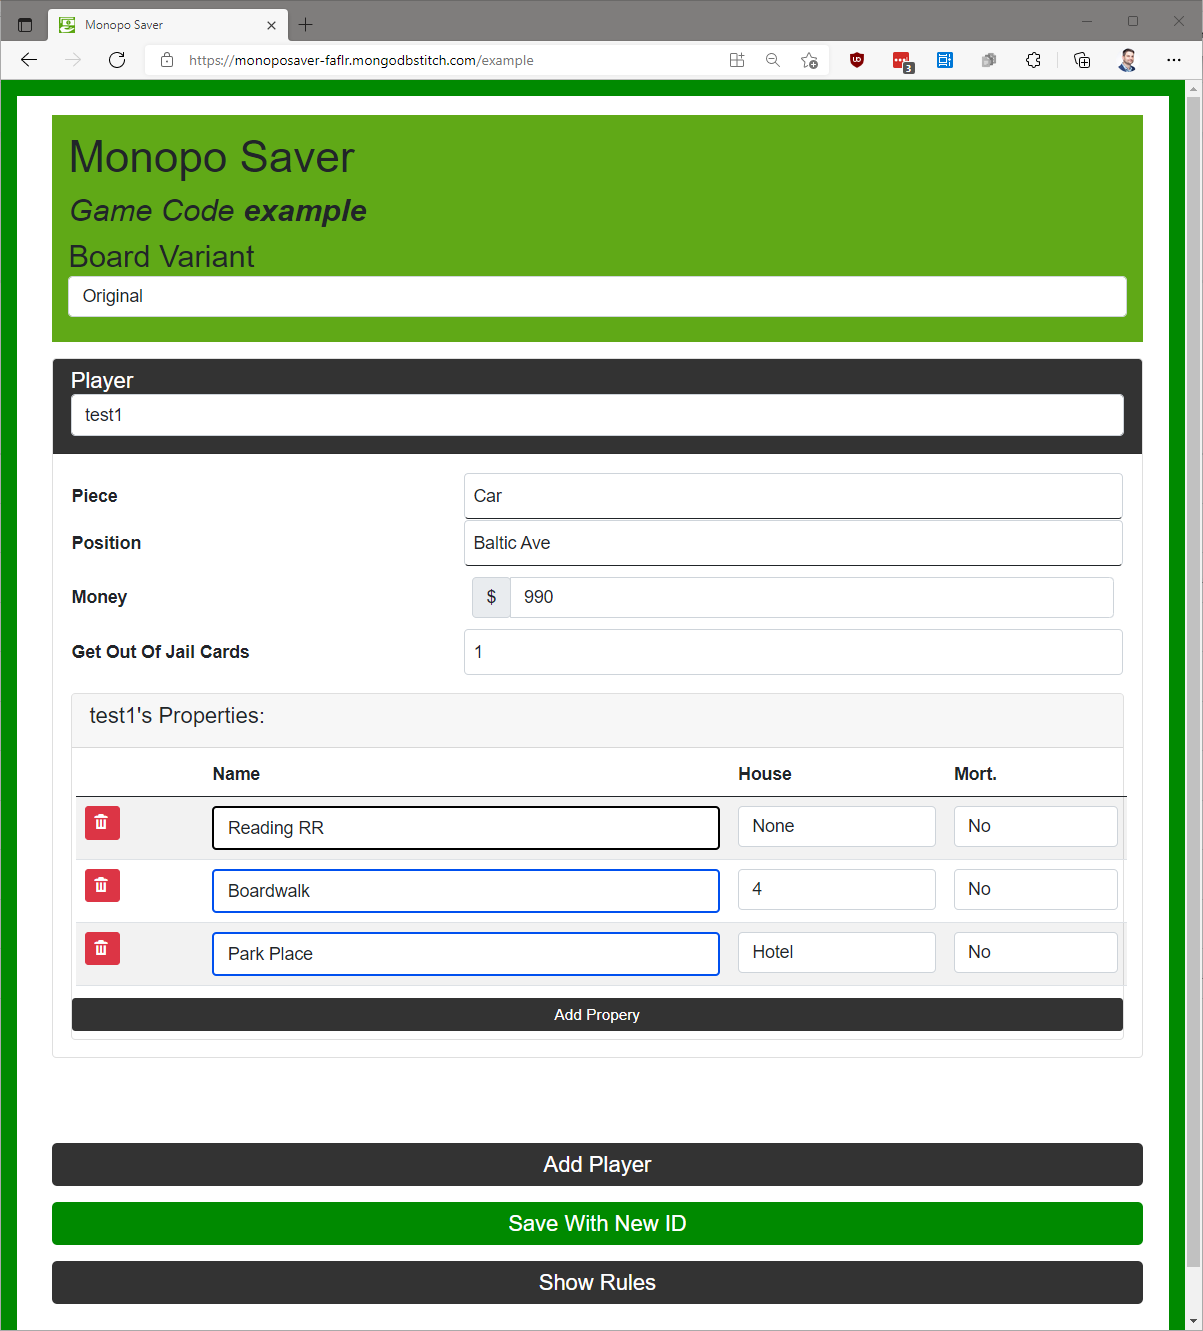 Monopo Saver
https://monoposaver-faflr.mongodbstitch.com/example
3
Monopo Saver
Game Code example
Board Variant
Original
Player
test1
Piece Car
Position Baltic Ave
Money $ 990
Get Out Of Jail Cards 1
test1's Properties:
Name House Mort.
Reading RR None No
Boardwalk 4 No
Park Place Hotel No
Add Propery
Add Player
Save With New ID
Show Rules